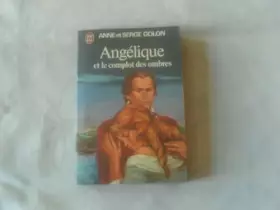 ANNE ET SERGE GOLON
Angélique
et le complot des ombres